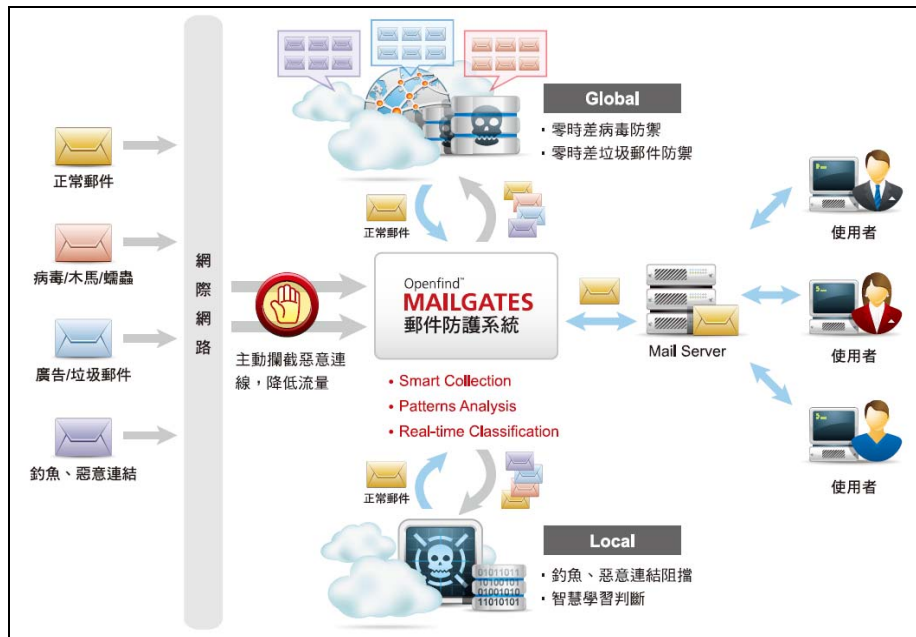 Global
・零時差病毒防禦
・零時差垃圾郵件防禦
正常郵件
病毒/木馬/蠕蟲
廣告/垃圾郵件
釣魚、惡意連結
網際網路
主動攔截惡意連
線，降低流量
正常郵件
Openfind™
MAILGATES
郵件防護系統
• Smart Collection
• Patterns Analysis
• Real-time Classification
正常郵件
01011011
10100101
01001010
11010101
Local
・釣魚、惡意連結阻擋
・智慧學習判斷
Mail Server
使用者
使用者
使用者